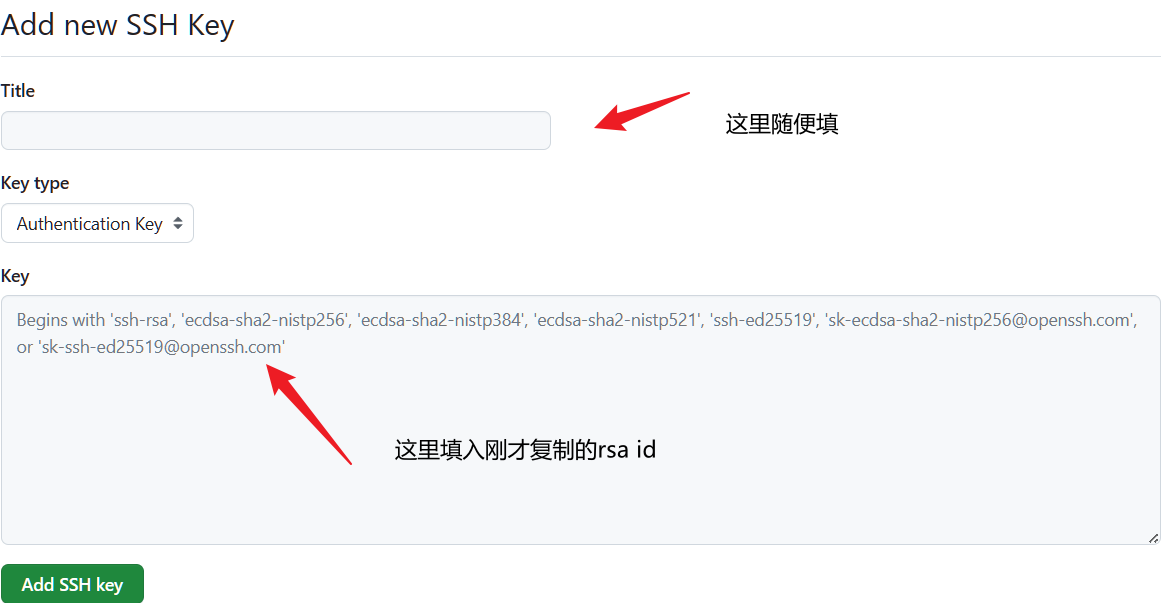 Add new SSH Key
Title
这里随便填
Key type
Authentication Key
Key
Begins with 'ssh-rsa', 'ecdsa-sha2-nistp256', 'ecdsa-sha2-nistp384', 'ecdsa-sha2-nistp521', 'ssh-ed25519', 'sk-ecdsa-sha2-nistp256@openssh.com',
or 'sk-ssh-ed25519@openssh.com'
这里填入刚才复制的rsa id
Add SSH key